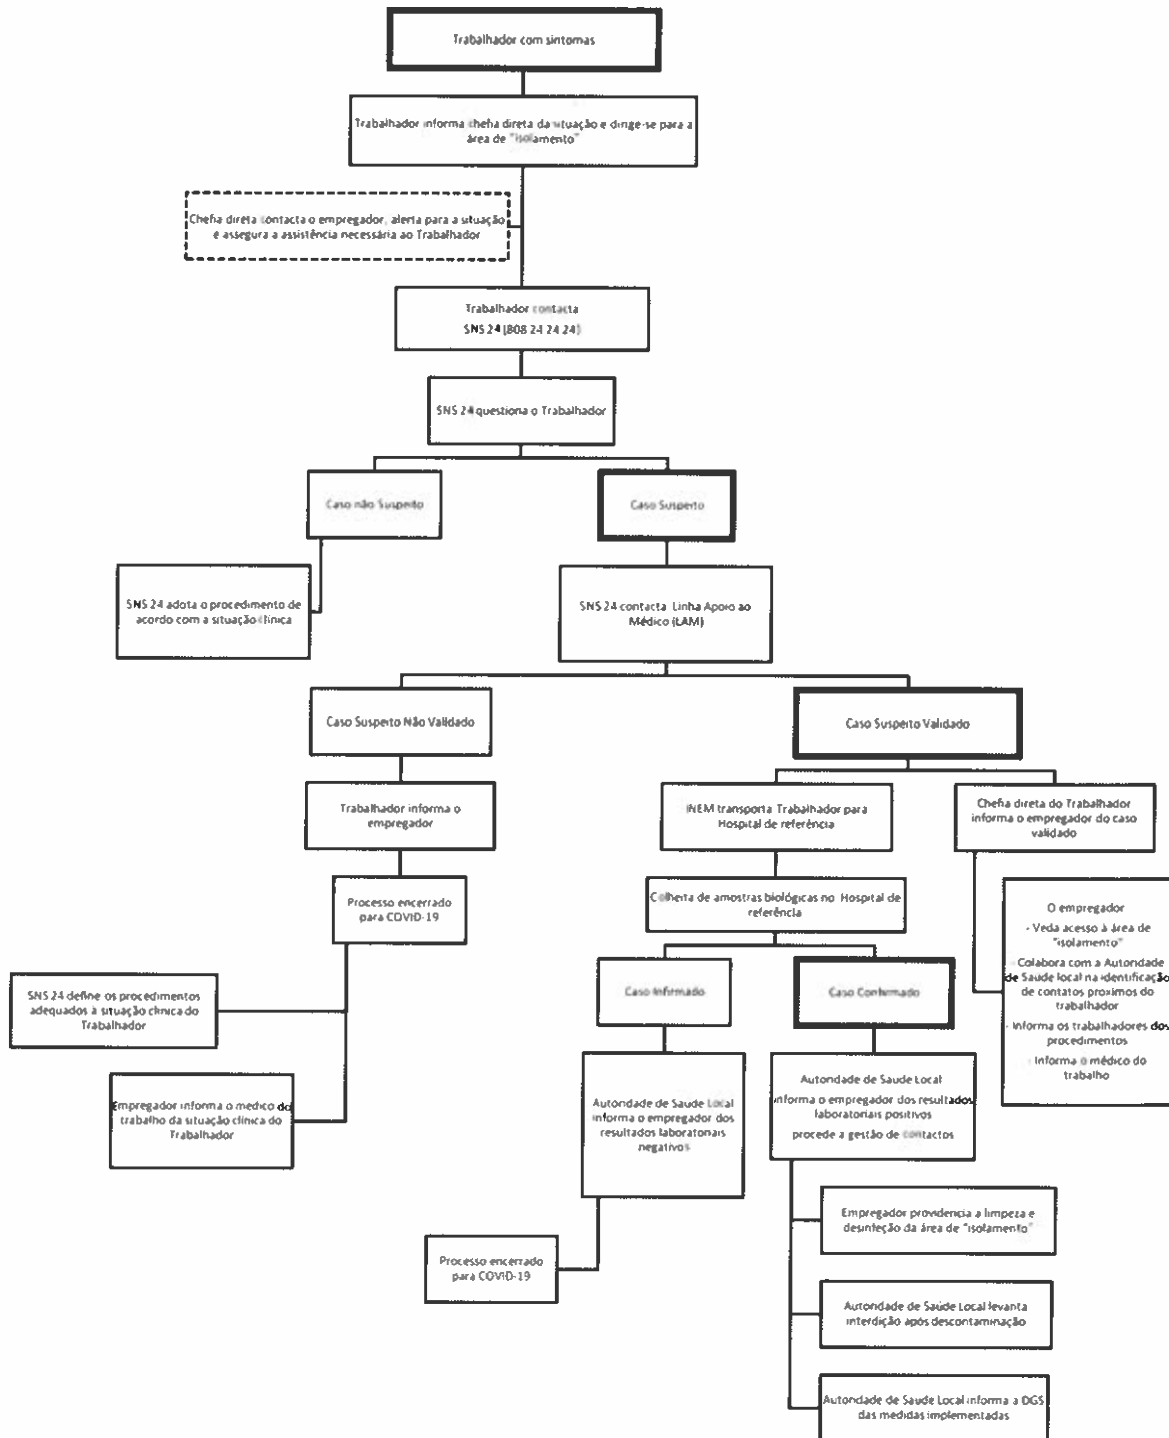 Trabalhador com sintomas
Trabalhador informa chefia direta da situação e dirige-se para a
área de "isolamento"
Chefia direta contacta o empregador, alerta para a situação
e assegura a assistência necessária ao Trabalhador
Trabalhador contacta
SNS 24 (808 24 24 24)
SNS 24 questiona o Trabalhador
Caso não Suspeito
Caso Suspeito
SNS 24 adota o procedimento de
acordo com a situação clínica
SNS 24 contacta Linha Apoio ao
Médico (LAM)
Caso Suspeito Não Validado
Caso Suspeito Validado
Trabalhador informa o
empregador
INEM transporta Trabalhador para
Hospital de referência
Chefia direta do Trabalhador
informa o empregador do caso
validado
Processo encerrado
para COVID-19
Colheita de amostras biológicas no Hospital de
referência
O empregador
- Veda acesso à área de
"isolamento"
- Colabora com a Autoridade
de Saúde local na identificação
de contatos proximos do
trabalhador
- Informa os trabalhadores dos
procedimentos
- Informa o médico do
trabalho
SNS 24 define os procedimentos
adequados à situação clínica do
Trabalhador
Caso Infirmado
Caso Confirmado
Empregador informa o médico do
trabalho da situação clínica do
Trabalhador
Autoridade de Saude Local
informa o empregador dos
resultados laboratoriais
negativos
Autoridade de Saude Local
informa o empregador dos resultados
laboratoriais positivos
procede a gestão de contactos
Empregador providencia a limpeza e
desinfeção da área de "isolamento"
Processo encerrado
para COVID-19
Autoridade de Saúde Local levanta
interdição após descontaminação
Autoridade de Saude Local informa a DGS
das medidas implementadas